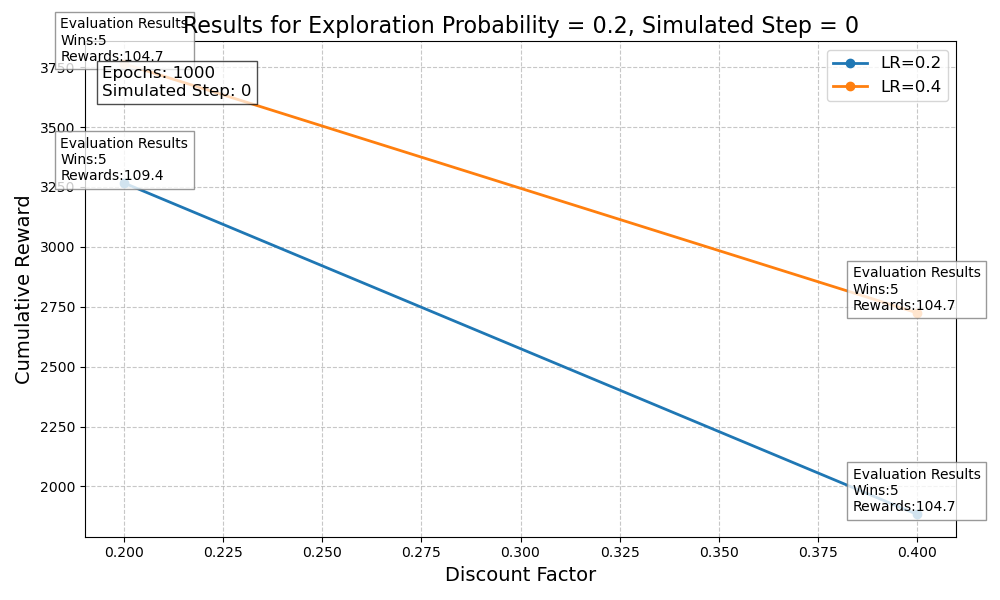 Results for Exploration Probability = 0.2, Simulated Step = 0
Evaluation Results
Wins:5
Rewards:104.7
Epochs: 1000
Simulated Step: 0
LR=0.2
LR=0.4
Evaluation Results
Wins:5
Rewards:109.4
Evaluation Results
Wins:5
Rewards:104.7
Evaluation Results
Wins:5
Rewards:104.7
Cumulative Reward
3750
3500
3250
3000
2750
2500
2250
2000
0.200 0.225 0.250 0.275 0.300 0.325 0.350 0.375 0.400
Discount Factor